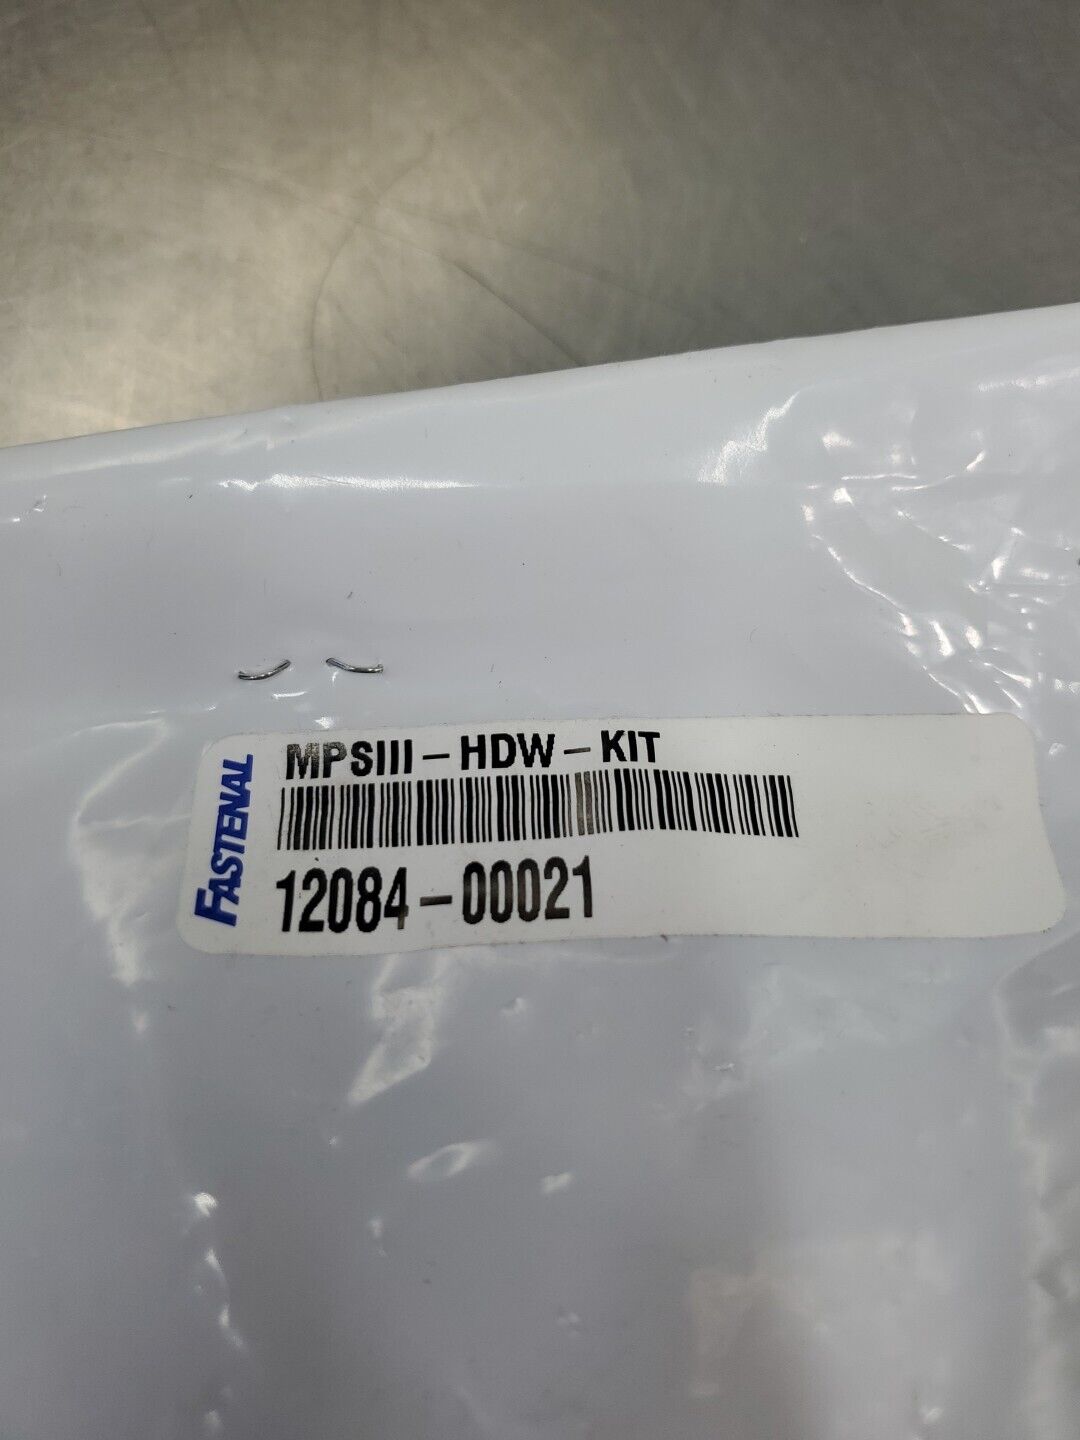 FASTENAL
MPSIII-HDW-KIT
12084-00021